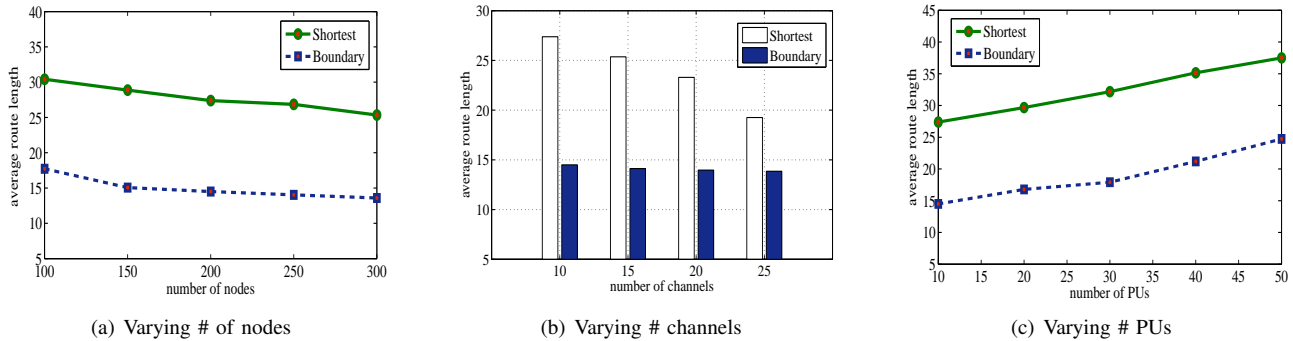 40
35
30
25
20
15
10
5
average route length
Shortest
Boundary
100 150 200 250 300
number of nodes
(a) Varying # of nodes
30
25
20
15
10
5
average route length
Shortest
Boundary
10 15 20 25
number of channels
(b) Varying # channels
45
40
35
30
25
20
15
10
5
average route length
Shortest
Boundary
10 15 20 25 30 35 40 45 50
number of PUs
(c) Varying # PUs